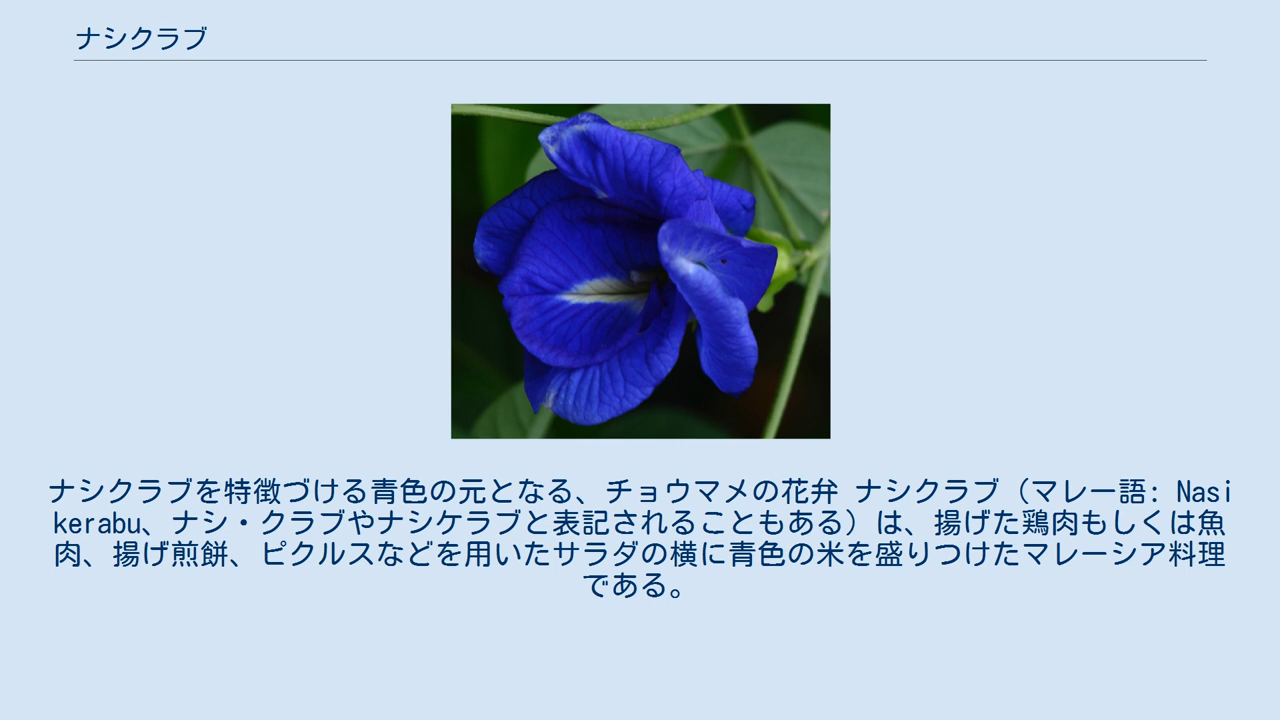 ナシクラブ
ナシクラブを特徴づける青色の元となる、チョウマメの花弁 ナシクラブ（マレー語: Nasi
kerabu、ナシ・クラブやナシケラブと表記されることもある）は、揚げた鶏肉もしくは魚
肉、揚げ煎餅、ピクルスなどを用いたサラダの横に青色の米を盛りつけたマレーシア料理
である。